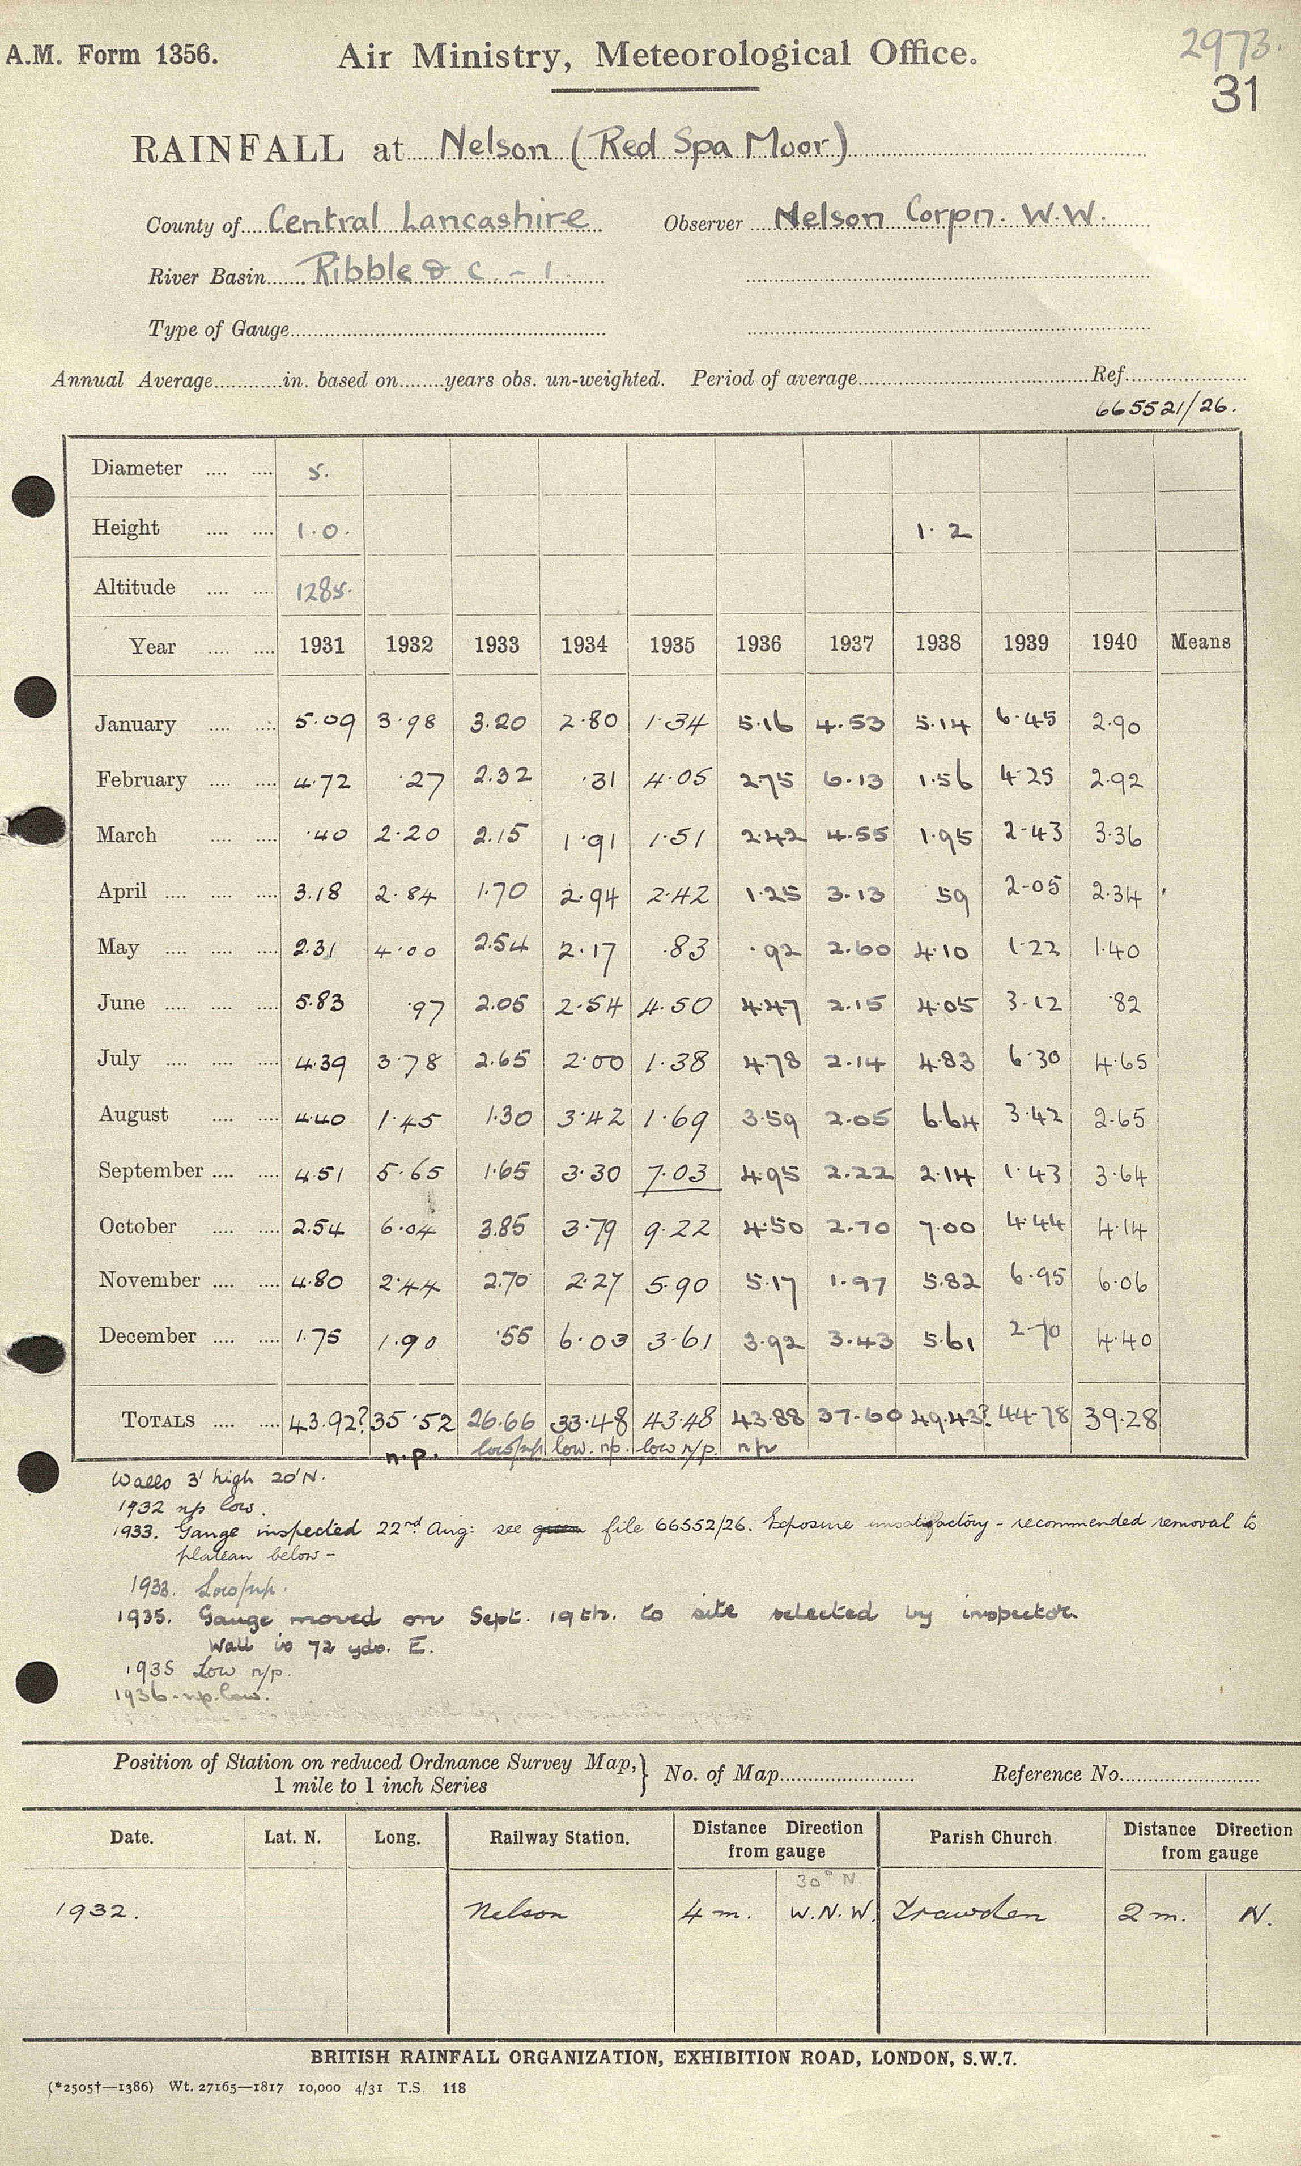 2973.
A.M. Form 1356. Air Ministry, Meteorological Office.
31
RAINFALL at Nelson (Red Spa Moor)
County of Central Lancashire Observer Nelson Corpn. W.W.
River Basin Ribble & c. - 1.
Type of Gauge
Annual Average in. based on years obs. un-weighted. Period of average Ref.
665521/26.
Diameter 5.
Height 1.0. 1.2
Altitude 1285.
Year 1931 1932 1933 1934 1935 1936 1937 1938 1939 1940 Means
January 5.09 3.98 3.20 2.80 1.34 5.16 4.53 5.14 6.45 2.90
February 4.72 .27 2.32 .31 4.05 2.75 6.13 1.56 4.25 2.92
March .40 2.20 2.15 1.91 1.51 2.42 4.55 1.95 2.43 3.36
April 3.18 2.84 1.70 2.94 2.42 1.25 3.13 59 2.05 2.34
May 2.31 4.00 2.54 2.17 .83 .92 2.60 4.10 1.22 1.40
June 5.83 .97 2.05 2.54 4.50 4.47 2.15 4.05 3.12 .82
July 4.39 3.78 2.65 2.00 1.38 4.78 2.14 4.83 6.30 4.65
August 4.40 1.45 1.30 3.42 1.69 3.59 2.05 6.64 3.42 2.65
September 4.51 5.65 1.65 3.30 7.03 4.95 2.22 2.14 1.43 3.64
October 2.54 6.04 3.85 3.79 9.22 4.50 2.70 7.00 4.44 4.14
November 4.80 2.44 2.70 2.27 5.90 5.17 1.97 5.82 6.95 6.06
December 1.75 1.90 .55 6.03 3.61 3.92 3.43 5.61 2.70 4.40
TOTALS 43.92? 35.52 26.66 33.48 43.48 43.88 37.60 49.43? 44.78 39.28
n.p. low/np low. np. low n/p. n/p
Walls 3' high 20' N.
1932 np low.
1933. Gauge inspected 22nd Aug: see file 66552/26. Exposure unsatisfactory - recommended removal to
plateau below -
1933. Low/np.
1935. Gauge moved on Sept. 19th. to site selected by inspector.
Wall is 72 yds. E.
1935 Low n/p.
1936 - np. low.
Position of Station on reduced Ordnance Survey Map, 1 mile to 1 inch Series } No. of Map Reference No.
Date. Lat. N. Long. Railway Station. Distance Direction from gauge Parish Church. Distance Direction from gauge
30° N
1932. Nelson 4 m. W.N.W. Trawden 2 m. N.
BRITISH RAINFALL ORGANIZATION, EXHIBITION ROAD, LONDON, S.W.7.
(*2505†—1386) Wt. 27165—1817 10,000 4/31 T.S. 118